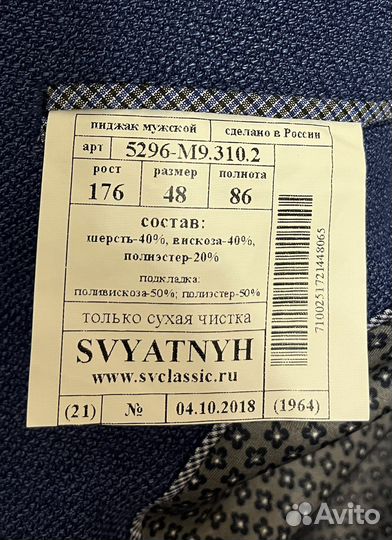 пиджак мужской сделано в России
арт 5296-М9.310.2
рост размер полнота
176 48 86
состав:
шерсть-40%, вискоза-40%,
полиэстер-20%
подкладка:
поливискоза-50%; полиэстер-50%
только сухая чистка
SVYATNYH
www.svclassic.ru
(21) № 04.10.2018 (1964)
7100251721448065
Avito